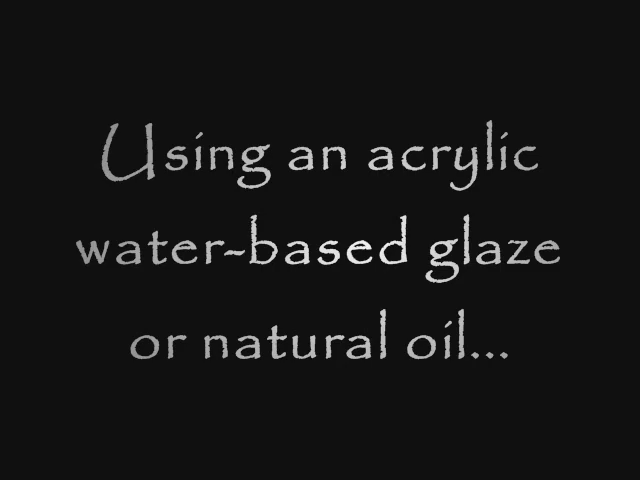 Using an acrylic
water-based glaze
or natural oil...